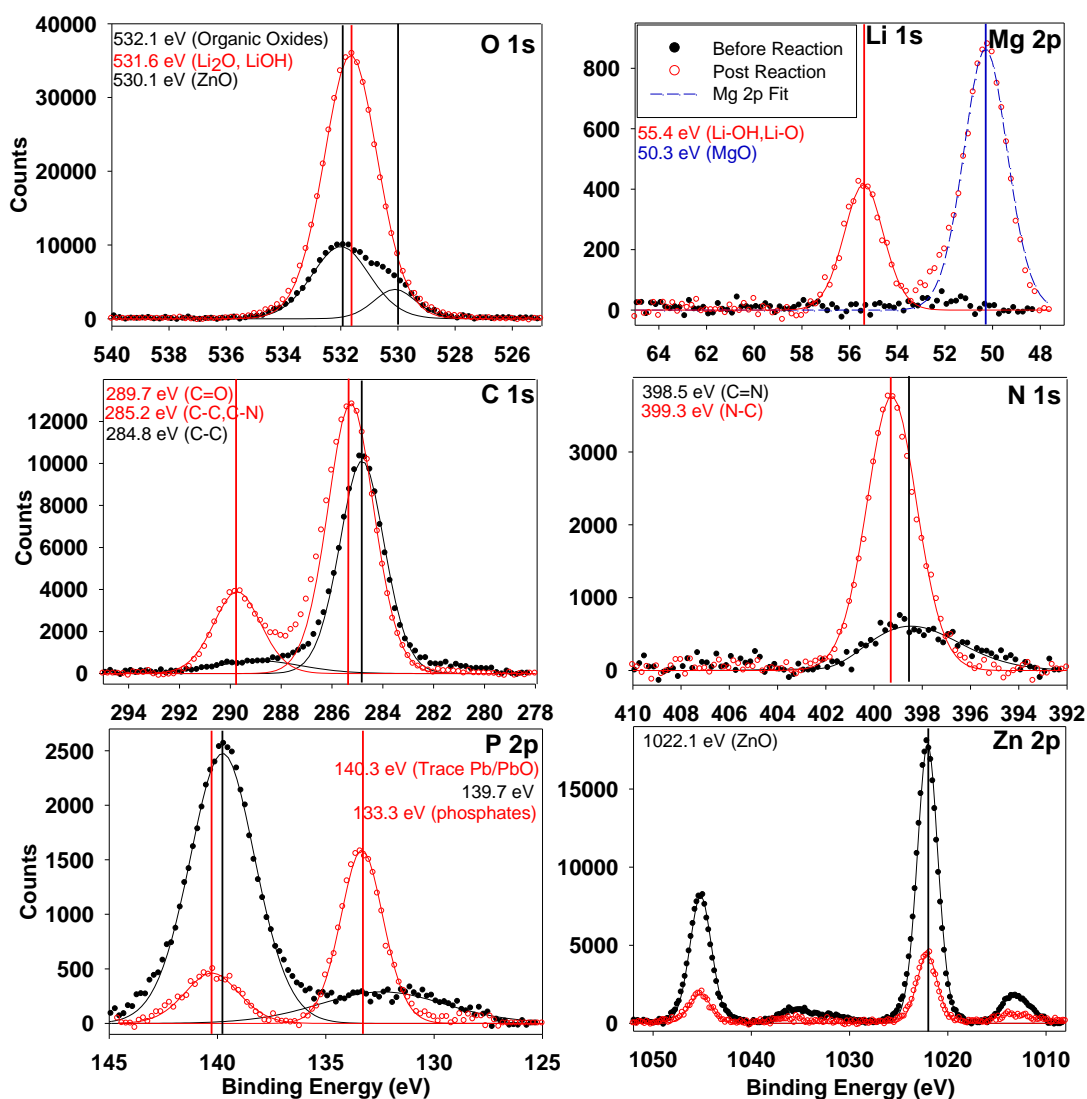 O 1s
532.1 eV (Organic Oxides)
531.6 eV (Li2O, LiOH)
530.1 eV (ZnO)
Counts
40000
30000
20000
10000
0
540 538 536 534 532 530 528 526
Li 1s
Mg 2p
Before Reaction
Post Reaction
Mg 2p Fit
55.4 eV (Li-OH,Li-O)
50.3 eV (MgO)
800
600
400
200
0
64 62 60 58 56 54 52 50 48
C 1s
289.7 eV (C=O)
285.2 eV (C-C,C-N)
284.8 eV (C-C)
Counts
12000
10000
8000
6000
4000
2000
0
294 292 290 288 286 284 282 280 278
N 1s
398.5 eV (C=N)
399.3 eV (N-C)
3000
2000
1000
0
410 408 406 404 402 400 398 396 394 392
P 2p
140.3 eV (Trace Pb/PbO)
139.7 eV
133.3 eV (phosphates)
Counts
2500
2000
1500
1000
500
0
145 140 135 130 125
Binding Energy (eV)
Zn 2p
1022.1 eV (ZnO)
15000
10000
5000
0
1050 1040 1030 1020 1010
Binding Energy (eV)